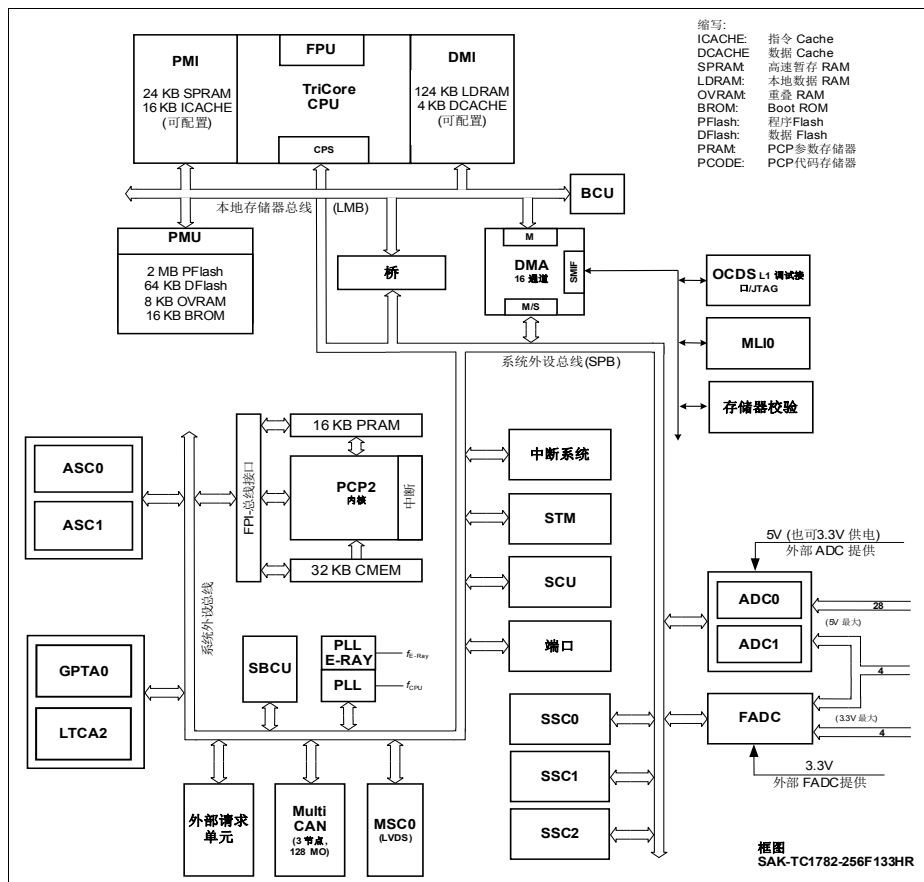 缩写:
ICACHE: 指令 Cache
DCACHE 数据 Cache
SPRAM: 高速暂存 RAM
LDRAM: 本地数据 RAM
OVRAM: 重叠 RAM
BROM: Boot ROM
PFlash: 程序Flash
DFlash: 数据 Flash
PRAM: PCP参数存储器
PCODE: PCP代码存储器
PMI
24 KB SPRAM
16 KB ICACHE
(可配置)
FPU
TriCore
CPU
CPS
DMI
124 KB LDRAM
4 KB DCACHE
(可配置)
BCU
本地存储器总线 (LMB)
PMU
2 MB PFlash
64 KB DFlash
8 KB OVRAM
16 KB BROM
桥
M
DMA
16 通道
SMIF
M/S
OCDS L1 调试接
口/JTAG
MLI0
存储器校验
系统外设总线(SPB)
ASC0
ASC1
FPI-总线接口
16 KB PRAM
PCP2
内核
中断
32 KB CMEM
中断系统
STM
SCU
端口
5V (也可3.3V 供电)
外部 ADC 提供
ADC0
ADC1
28
(5V 最大)
4
系统外设总线
GPTA0
LTCA2
SBCU
PLL
E-RAY
PLL
fE-Ray
fCPU
SSC0
SSC1
SSC2
FADC
(3.3V 最大)
4
3.3V
外部 FADC提供
外部请求
单元
Multi
CAN
(3 节点,
128 MO)
MSC0
(LVDS)
框图
SAK-TC1782-256F133HR